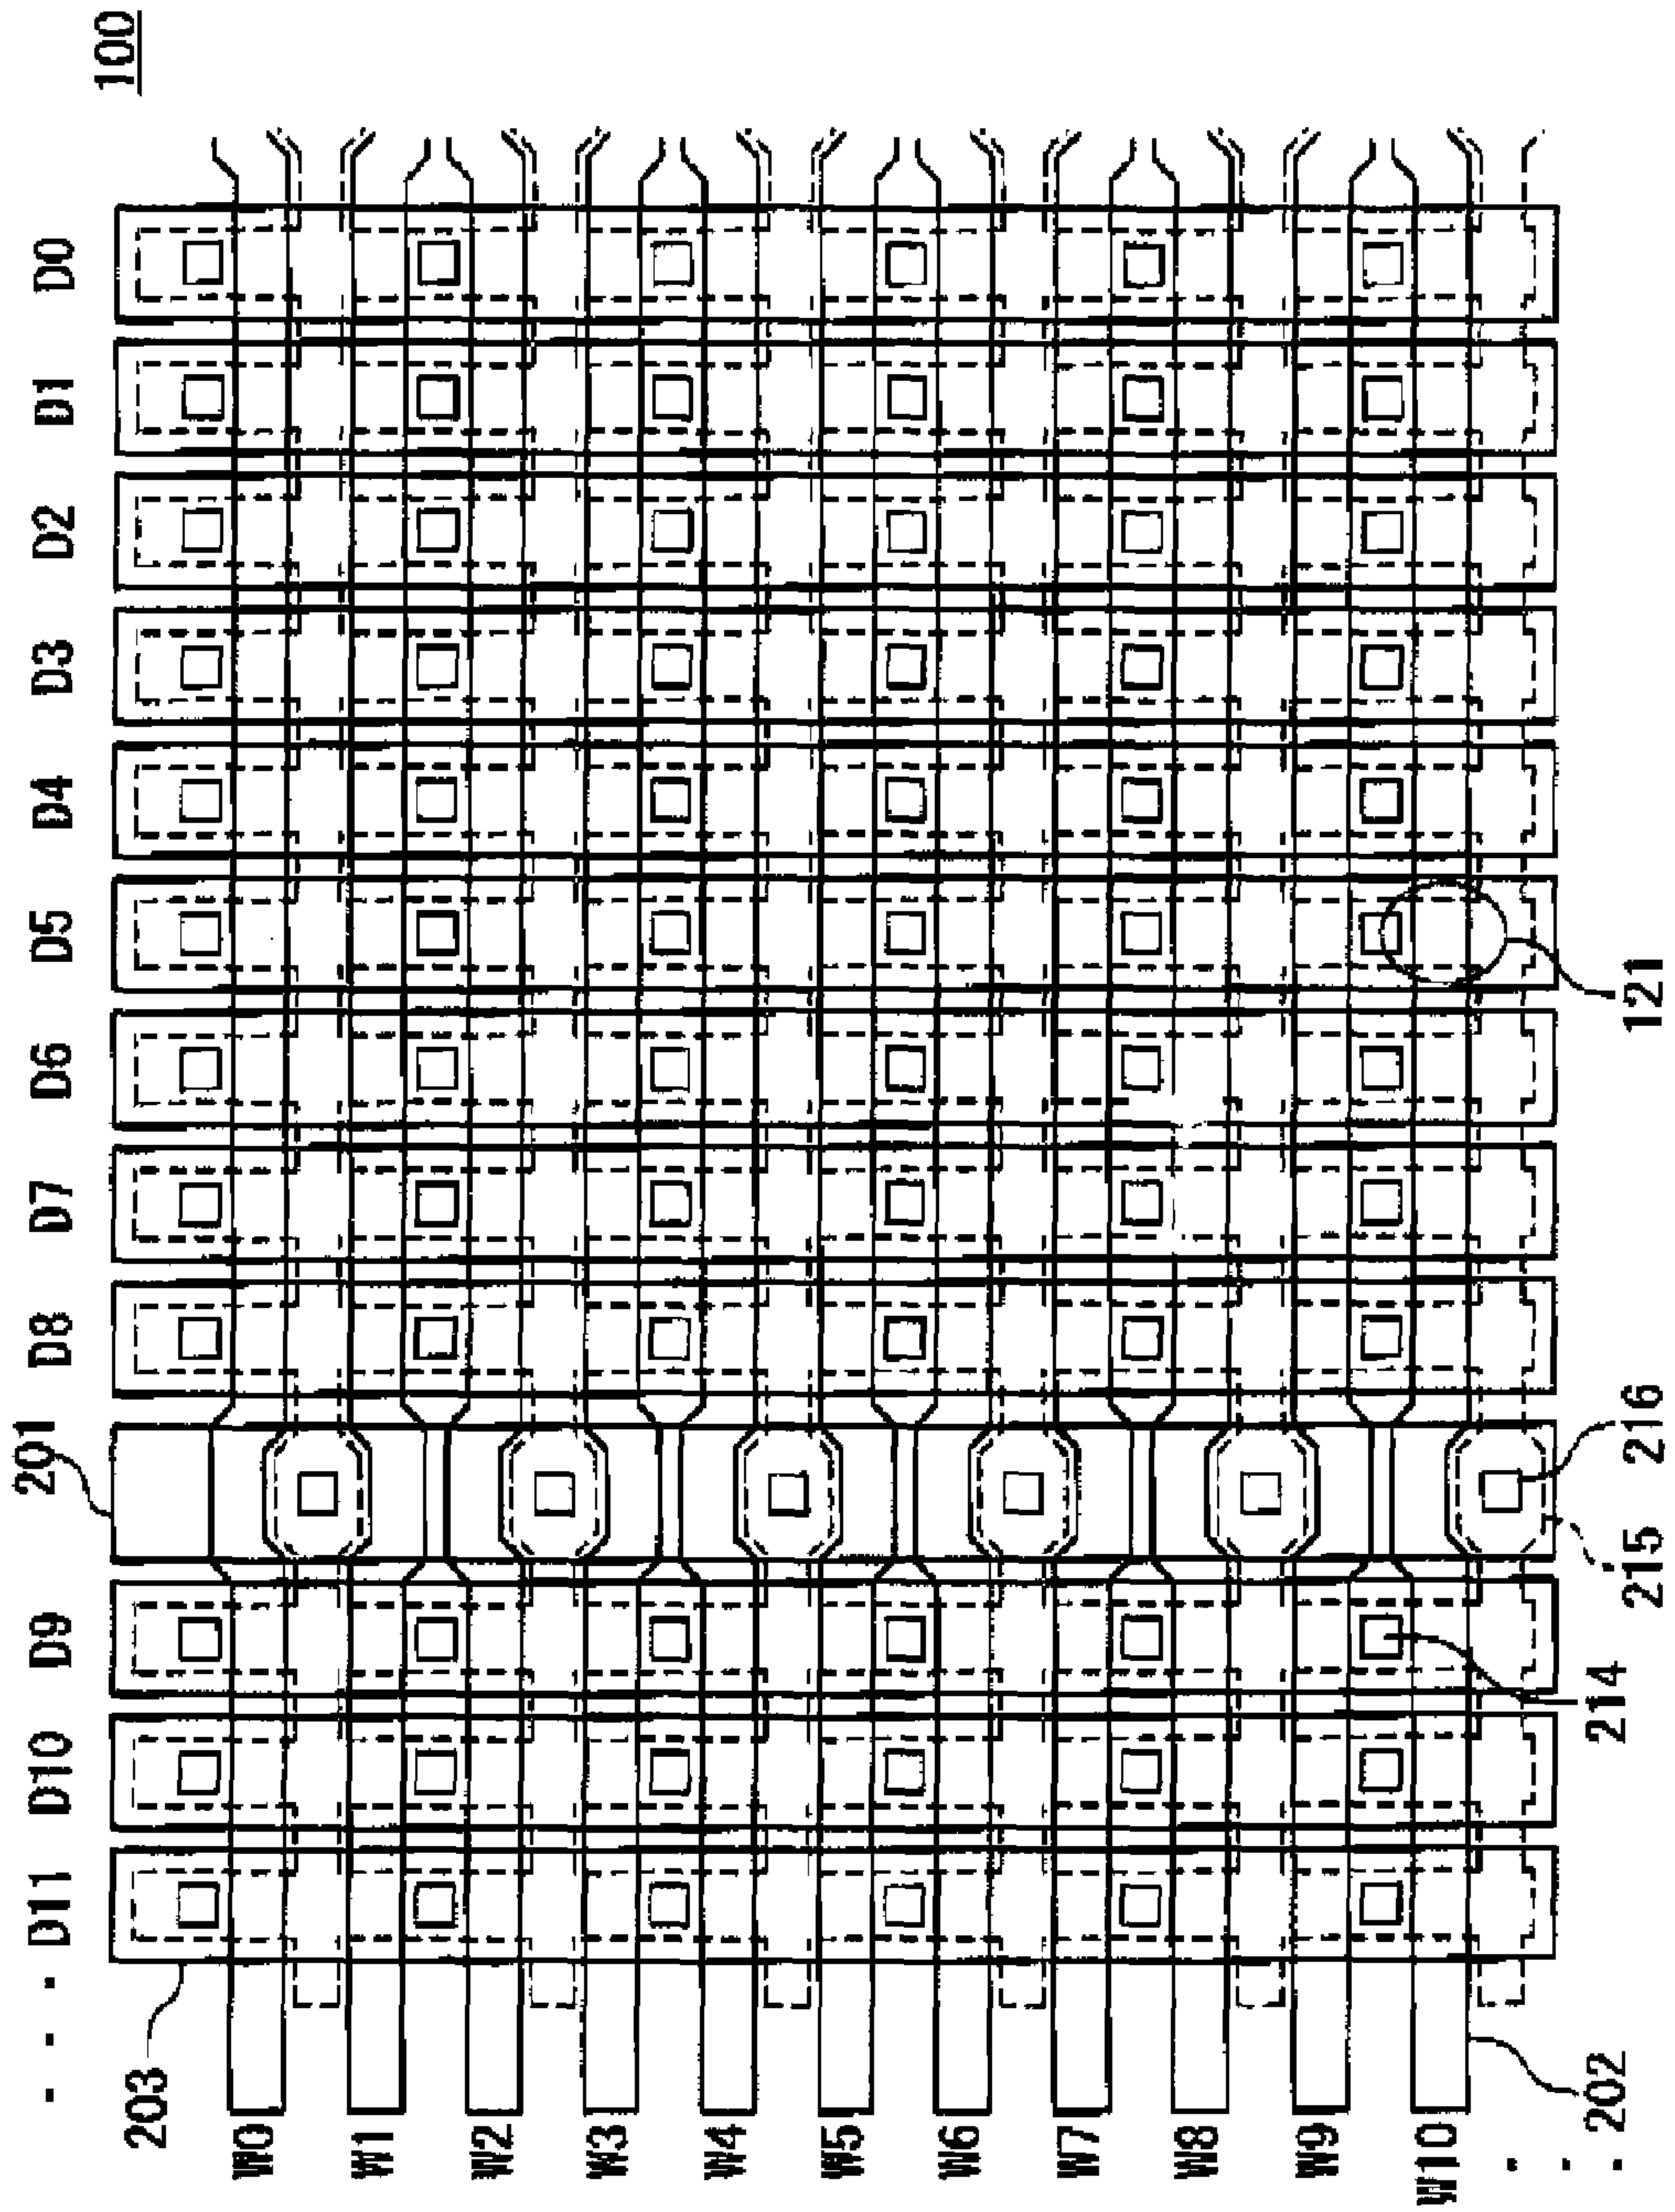 201
. . . D11 D10 D9 D8 D7 D6 D5 D4 D3 D2 D1 D0
100
203
W0
W1
W2
W3
W4
W5
W6
W7
W8
W9
W10
.
.
.
202
214
215
216
121